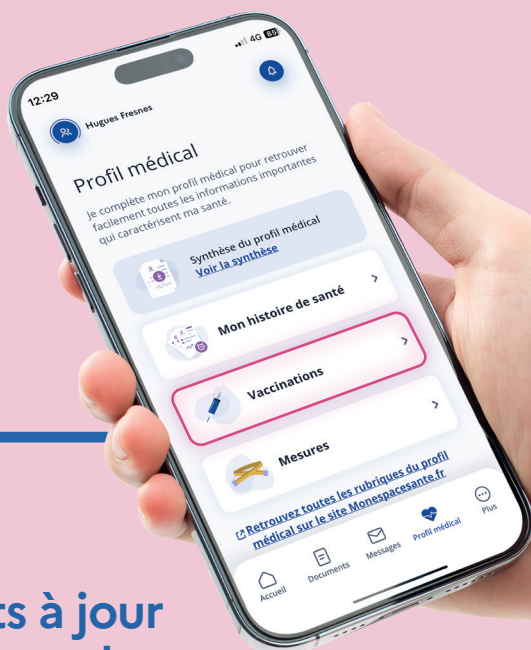 12:29
4G 85
Hugues Fresnes
Profil médical
Je complète mon profil médical pour retrouver
facilement toutes les informations importantes
qui caractérisent ma santé.
Synthèse du profil médical
Voir la synthèse
Mon histoire de santé
Vaccinations
Mesures
Retrouvez toutes les rubriques du profil
médical sur le site Monespacesante.fr
Accueil
Documents
Messages
Profil médical
Plus
ts à jour